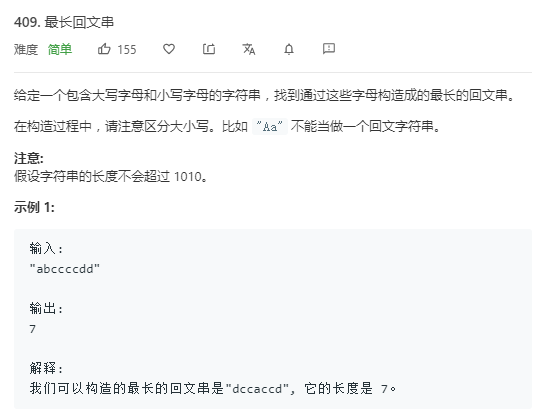 409. 最长回文串
难度 简单 155
给定一个包含大写字母和小写字母的字符串，找到通过这些字母构造成的最长的回文串。
在构造过程中，请注意区分大小写。比如 "Aa" 不能当做一个回文字符串。
注意:
假设字符串的长度不会超过 1010。
示例 1:
输入:
"abccccdd"
输出:
7
解释:
我们可以构造的最长的回文串是"dccaccd", 它的长度是 7。